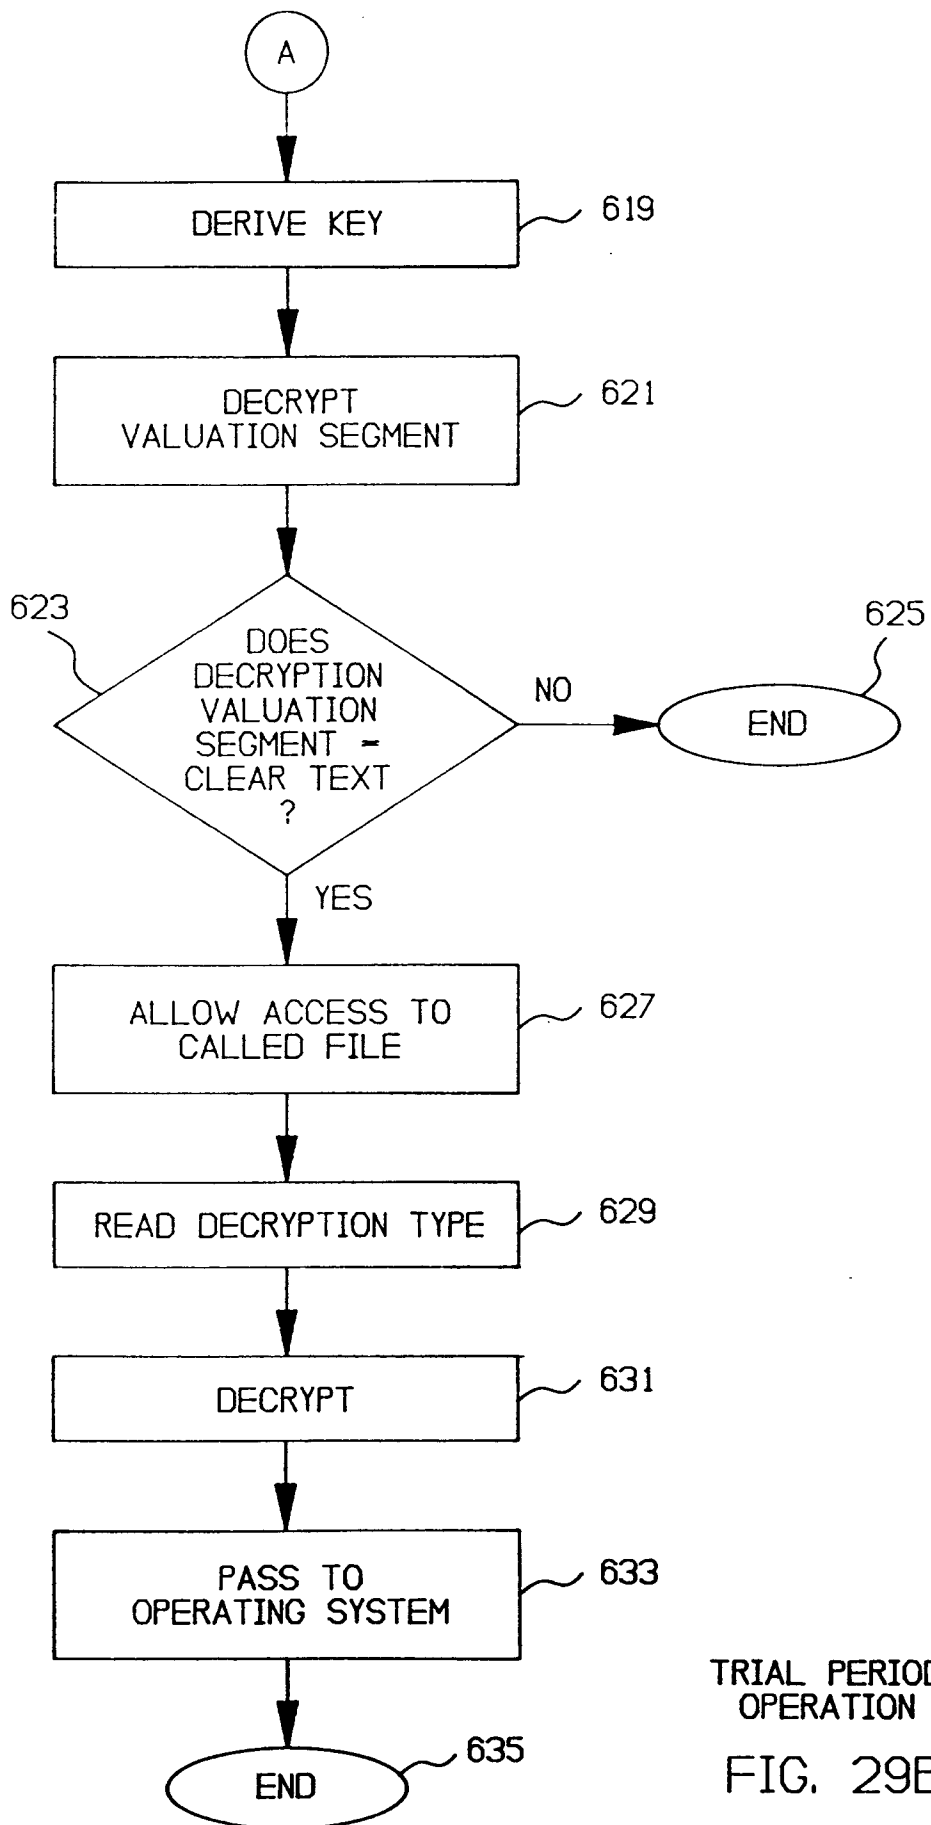 A
DERIVE KEY
619
DECRYPT
VALUATION SEGMENT
621
623
DOES
DECRYPTION
VALUATION
SEGMENT =
CLEAR TEXT
?
NO
625
END
YES
ALLOW ACCESS TO
CALLED FILE
627
READ DECRYPTION TYPE
629
DECRYPT
631
PASS TO
OPERATING SYSTEM
633
END
635
TRIAL PERIOD
OPERATION
FIG. 29B